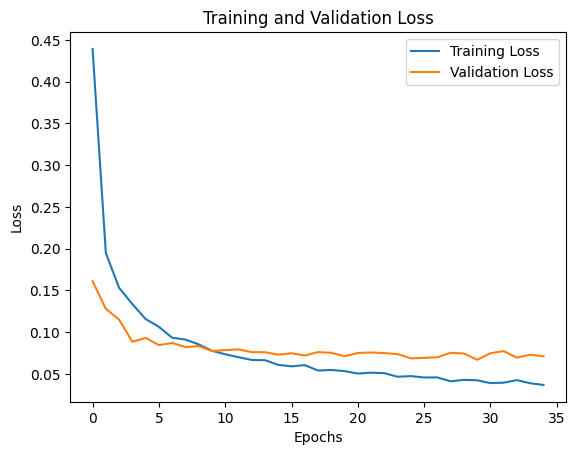 Training and Validation Loss
Training Loss
Validation Loss
Loss
0.45
0.40
0.35
0.30
0.25
0.20
0.15
0.10
0.05
0 5 10 15 20 25 30 35
Epochs